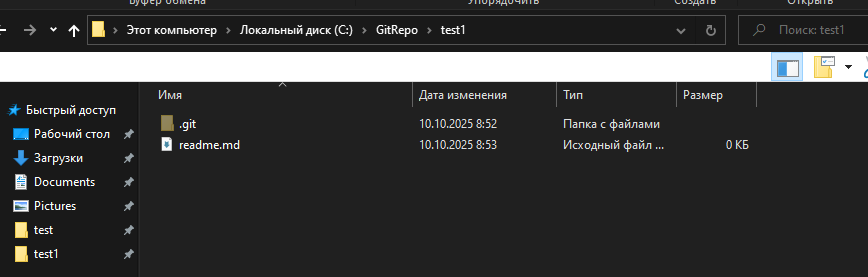 Буфер обмена Упорядочить Создать Открыть
Этот компьютер › Локальный диск (C:) › GitRepo › test1
Поиск: test1
Имя Дата изменения Тип Размер
Быстрый доступ
Рабочий стол
Загрузки
Documents
Pictures
test
test1
.git 10.10.2025 8:52 Папка с файлами
readme.md 10.10.2025 8:53 Исходный файл ... 0 КБ